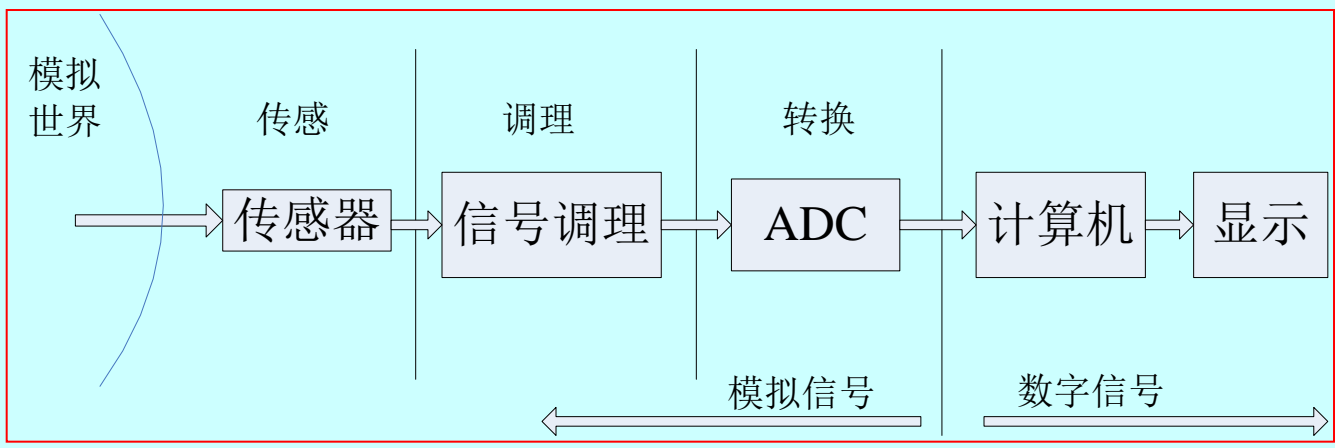 模拟
世界
传感
调理
转换
传感器
信号调理
ADC
计算机
显示
模拟信号
数字信号